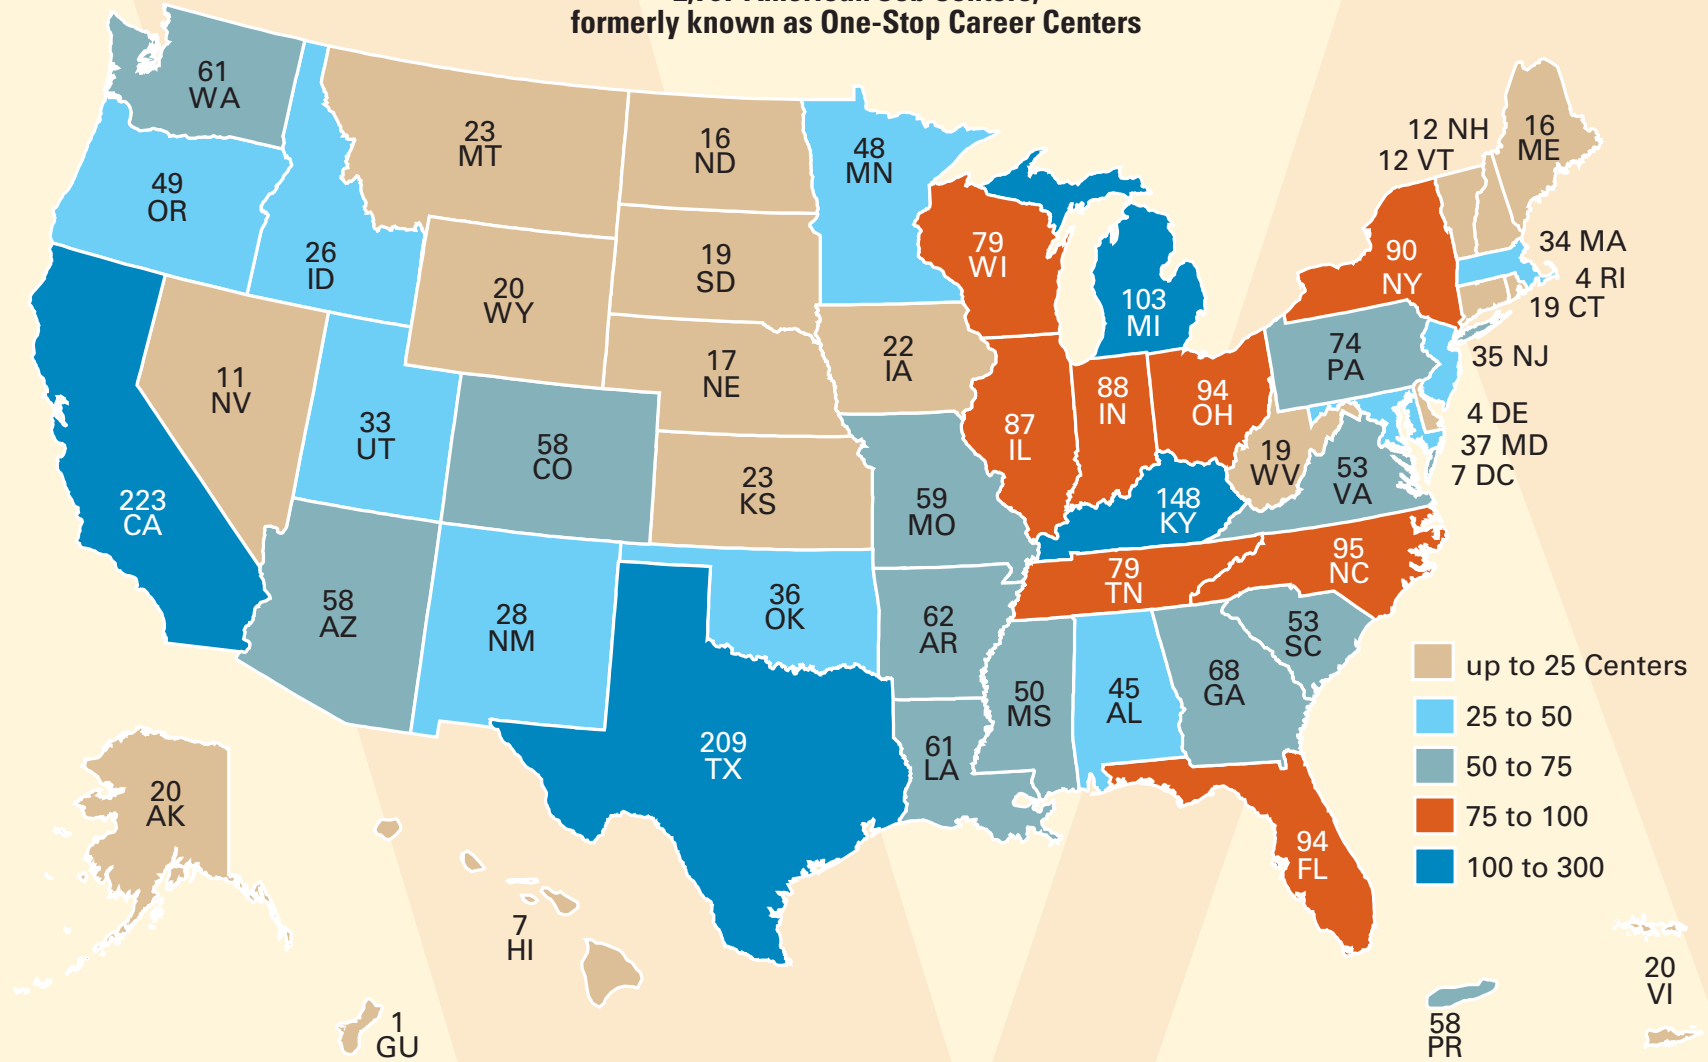 formerly known as One-Stop Career Centers
61
WA
49
OR
26
ID
23
MT
16
ND
48
MN
19
SD
20
WY
17
NE
22
IA
79
WI
103
MI
12 NH
12 VT
16
ME
90
NY
34 MA
4 RI
19 CT
35 NJ
74
PA
4 DE
37 MD
7 DC
223
CA
11
NV
33
UT
58
CO
23
KS
59
MO
87
IL
88
IN
94
OH
19
WV
53
VA
148
KY
79
TN
95
NC
58
AZ
28
NM
36
OK
62
AR
53
SC
209
TX
61
LA
50
MS
45
AL
68
GA
94
FL
20
AK
7
HI
1
GU
up to 25 Centers
25 to 50
50 to 75
75 to 100
100 to 300
58
PR
20
VI